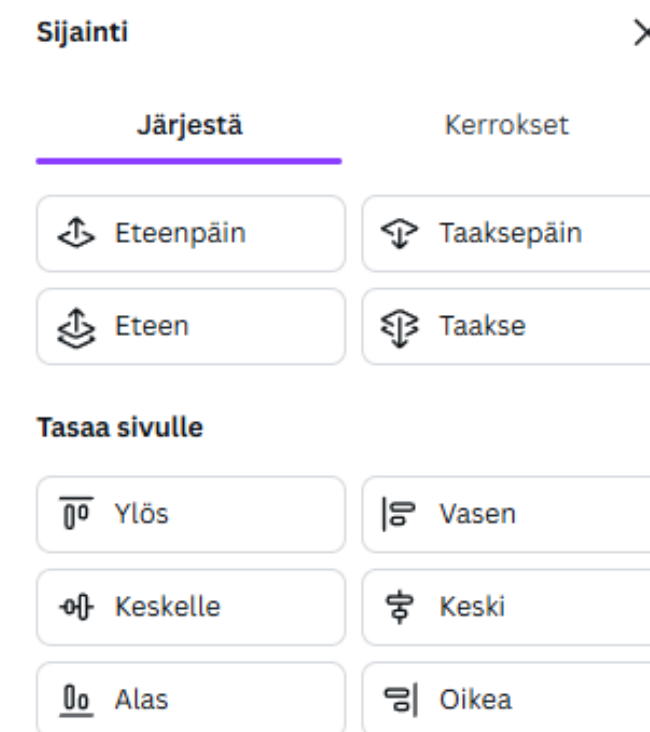 Sijainti
Järjestä Kerrokset
Eteenpäin Taaksepäin
Eteen Taakse
Tasaa sivulle
Ylös Vasen
Keskelle Keski
Alas Oikea